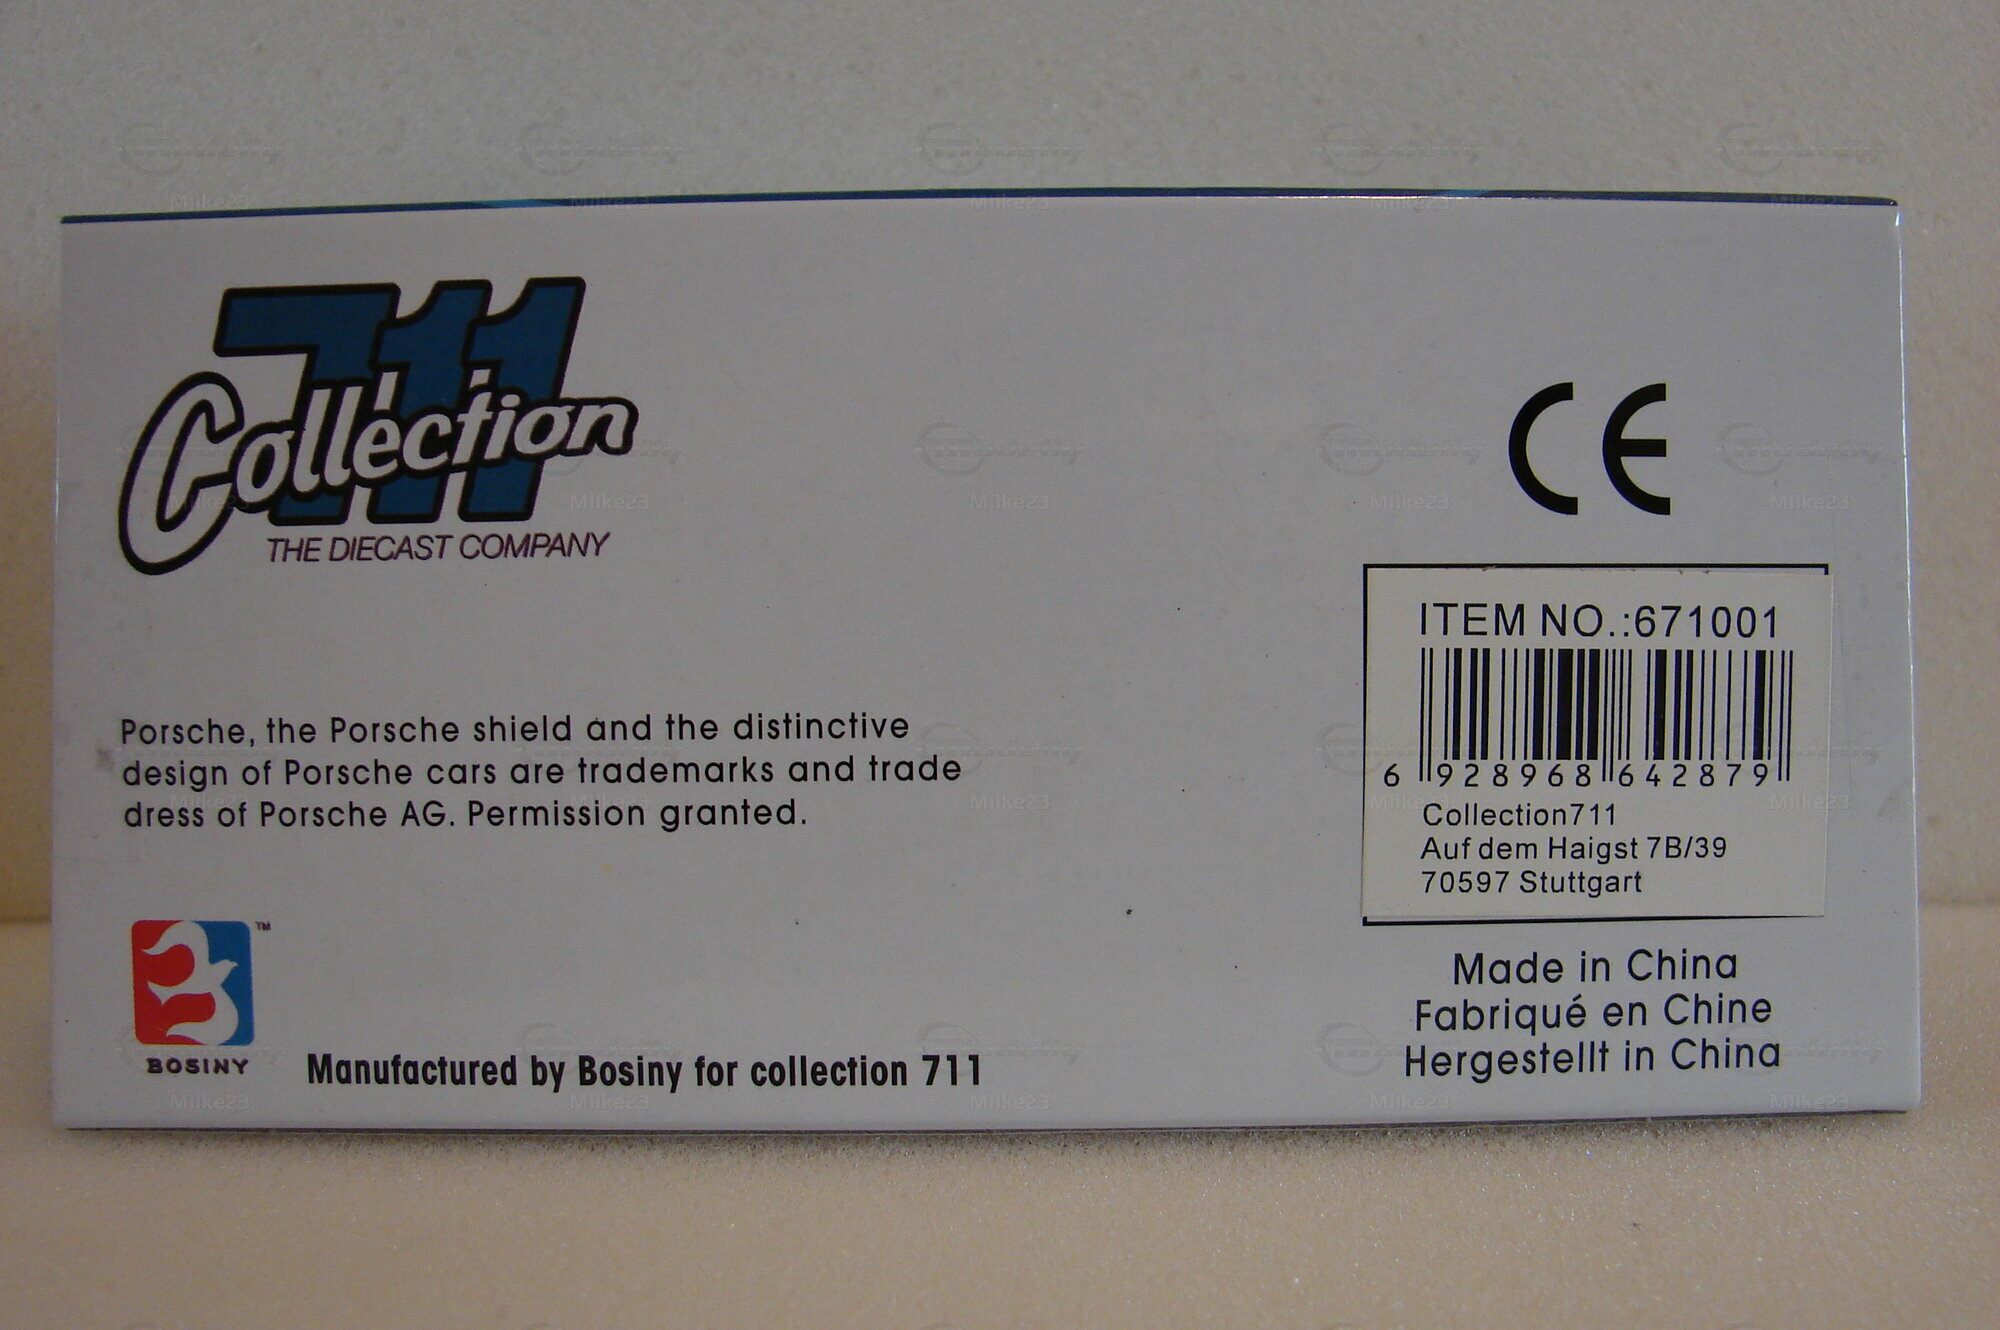 711
Collection
THE DIECAST COMPANY
Porsche, the Porsche shield and the distinctive
design of Porsche cars are trademarks and trade
dress of Porsche AG. Permission granted.
TM
BOSINY
Manufactured by Bosiny for collection 711
CE
ITEM NO.:671001
6 928968 642879
Collection711
Auf dem Haigst 7B/39
70597 Stuttgart
Made in China
Fabriqué en Chine
Hergestellt in China
Miike23